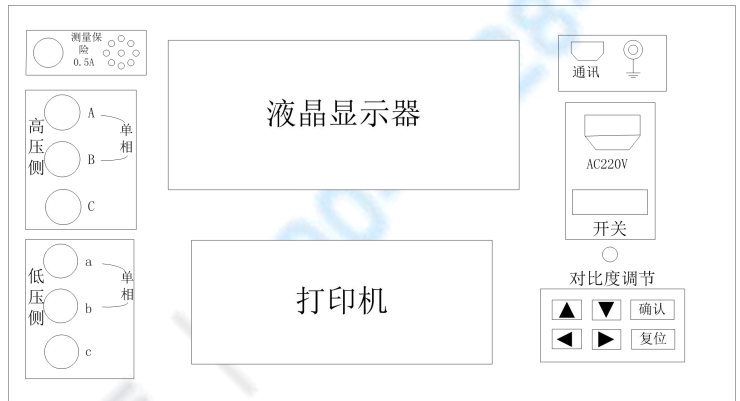 测量保
险
0.5A
液晶显示器
通讯
高压侧
A
单相
B
C
AC220V
开关
低压侧
a
单相
b
c
打印机
对比度调节
▲ ▼ 确认
◀ ▶ 复位